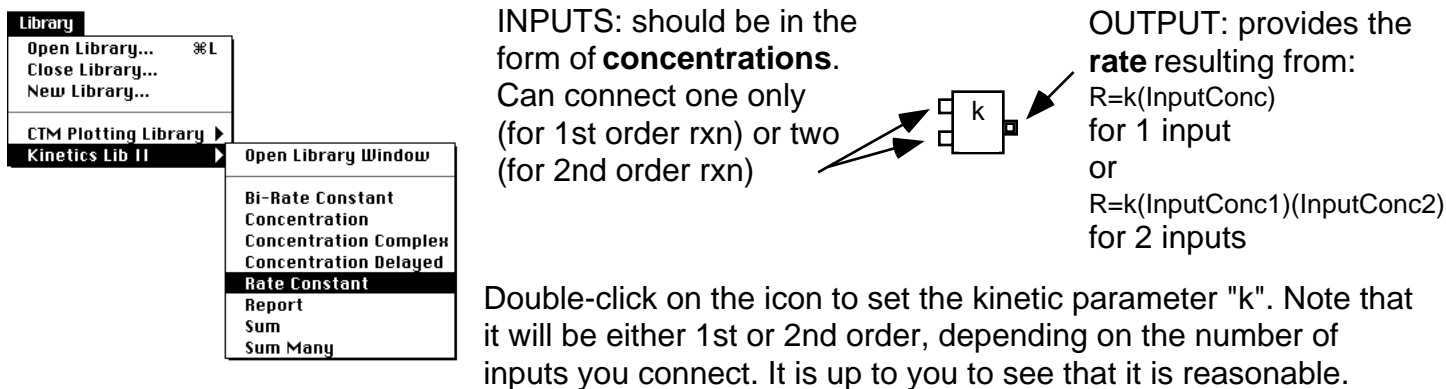 Library
Open Library... ⌘L
Close Library...
New Library...
CTM Plotting Library
Kinetics Lib II
Open Library Window
Bi-Rate Constant
Concentration
Concentration Complex
Concentration Delayed
Rate Constant
Report
Sum
Sum Many
INPUTS: should be in the
form of concentrations.
Can connect one only
(for 1st order rxn) or two
(for 2nd order rxn)
k
OUTPUT: provides the
rate resulting from:
R=k(InputConc)
for 1 input
or
R=k(InputConc1)(InputConc2)
for 2 inputs
Double-click on the icon to set the kinetic parameter "k". Note that
it will be either 1st or 2nd order, depending on the number of
inputs you connect. It is up to you to see that it is reasonable.